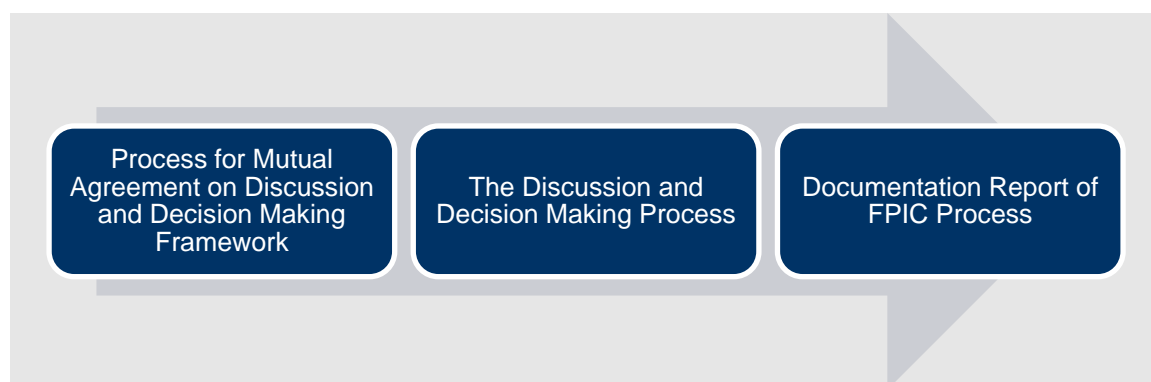 Process for Mutual
Agreement on Discussion
and Decision Making
Framework
The Discussion and
Decision Making Process
Documentation Report of
FPIC Process